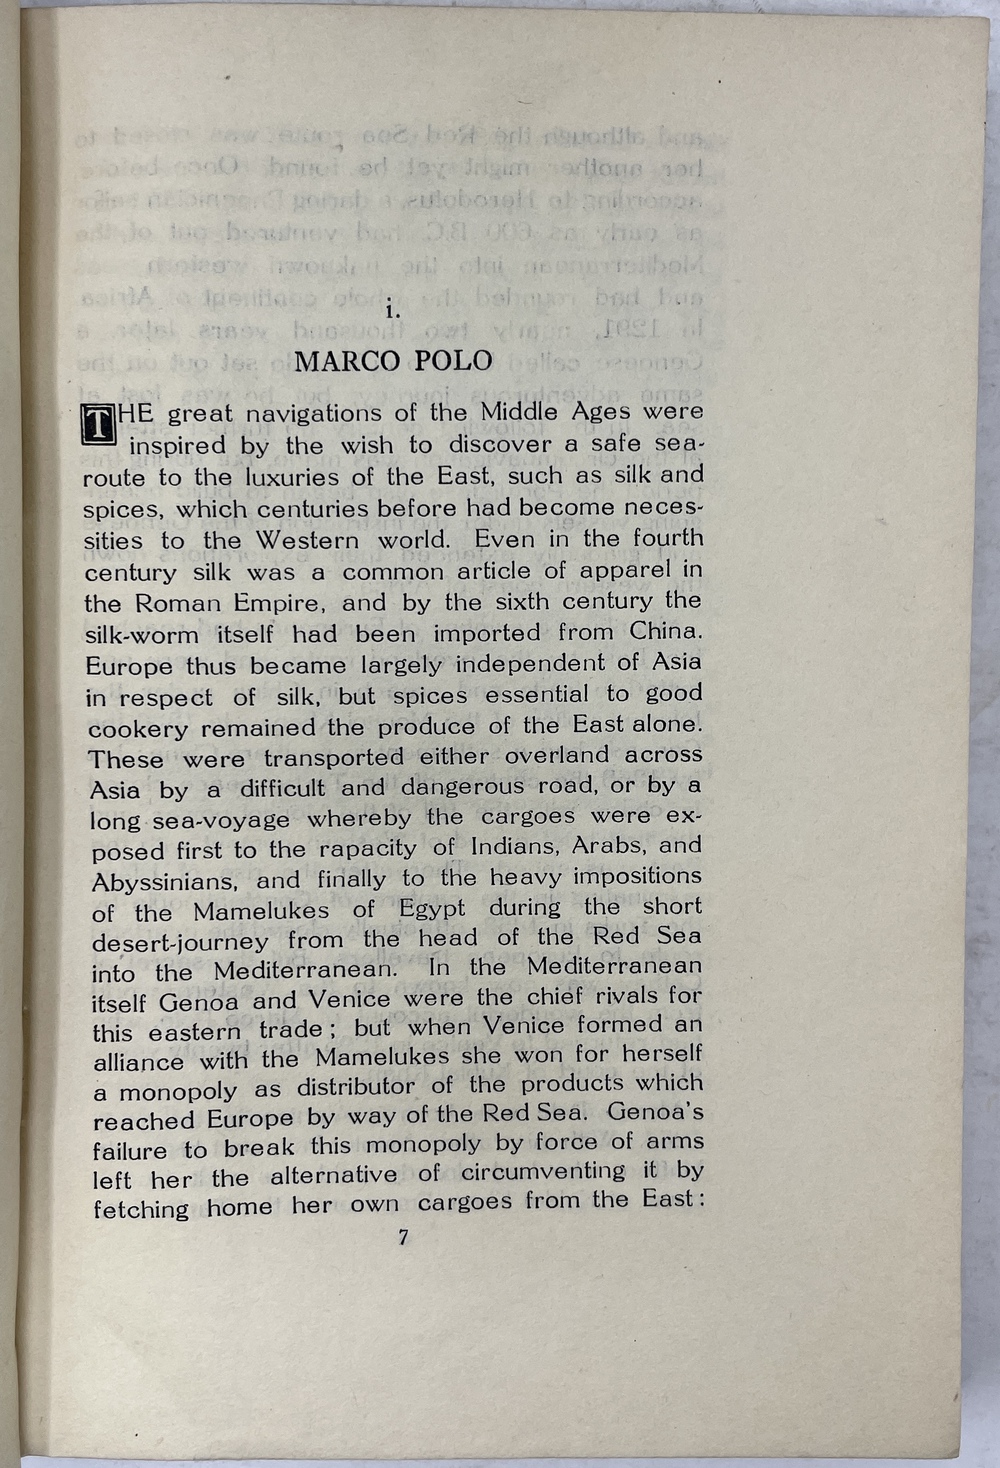 i.
MARCO POLO
THE great navigations of the Middle Ages were
inspired by the wish to discover a safe sea-
route to the luxuries of the East, such as silk and
spices, which centuries before had become neces-
sities to the Western world. Even in the fourth
century silk was a common article of apparel in
the Roman Empire, and by the sixth century the
silk-worm itself had been imported from China.
Europe thus became largely independent of Asia
in respect of silk, but spices essential to good
cookery remained the produce of the East alone.
These were transported either overland across
Asia by a difficult and dangerous road, or by a
long sea-voyage whereby the cargoes were ex-
posed first to the rapacity of Indians, Arabs, and
Abyssinians, and finally to the heavy impositions
of the Mamelukes of Egypt during the short
desert-journey from the head of the Red Sea
into the Mediterranean. In the Mediterranean
itself Genoa and Venice were the chief rivals for
this eastern trade; but when Venice formed an
alliance with the Mamelukes she won for herself
a monopoly as distributor of the products which
reached Europe by way of the Red Sea. Genoa's
failure to break this monopoly by force of arms
left her the alternative of circumventing it by
fetching home her own cargoes from the East:
7